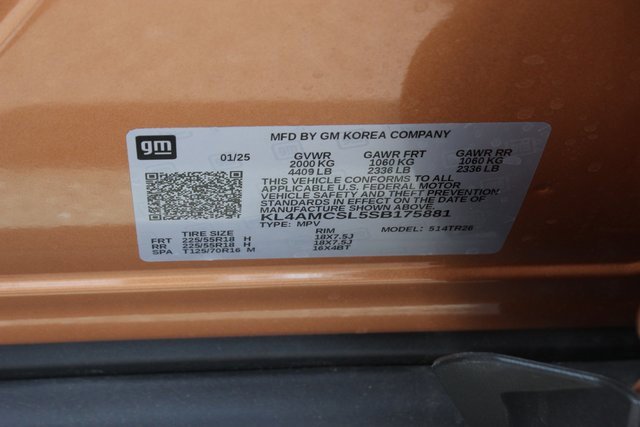 gm
MFD BY GM KOREA COMPANY
01/25 GVWR GAWR FRT GAWR RR
2000 KG 1060 KG 1060 KG
4409 LB 2336 LB 2336 LB
THIS VEHICLE CONFORMS TO ALL
APPLICABLE U.S. FEDERAL MOTOR
VEHICLE SAFETY AND THEFT PREVENTION
STANDARDS IN EFFECT ON THE DATE OF
MANUFACTURE SHOWN ABOVE.
KL4AMCSL5SB175881
TYPE: MPV MODEL: 514TR26
TIRE SIZE RIM
FRT 225/55R18 H 18X7.5J
RR 225/55R18 H 18X7.5J
SPA T125/70R16 M 16X4BT